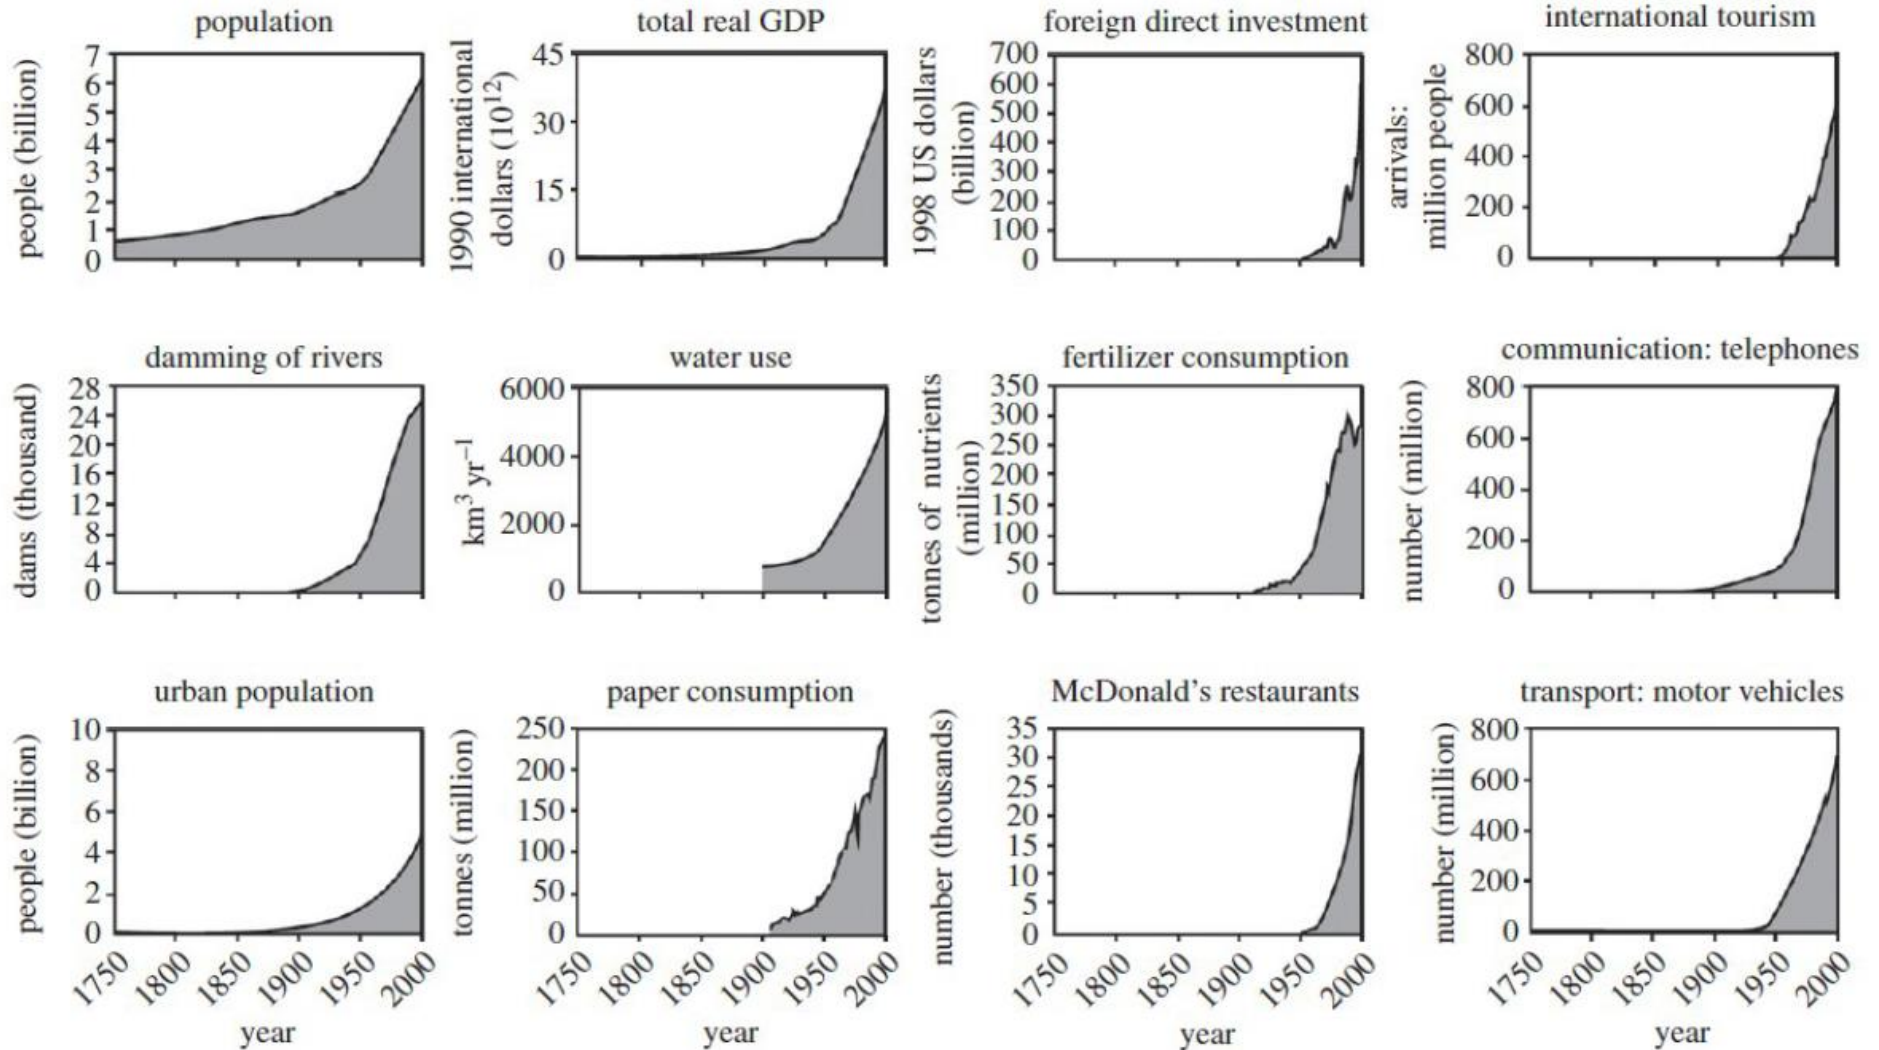 population
people (billion)
7
6
5
4
3
2
1
0
total real GDP
1990 international
dollars (10¹²)
45
30
15
0
foreign direct investment
1998 US dollars
(billion)
700
600
500
400
300
200
100
0
international tourism
arrivals:
million people
800
600
400
200
0
damming of rivers
dams (thousand)
28
24
20
16
12
8
4
0
water use
km³ yr⁻¹
6000
4000
2000
0
fertilizer consumption
tonnes of nutrients
(million)
350
300
250
200
150
100
50
0
communication: telephones
number (million)
800
600
400
200
0
urban population
people (billion)
10
8
6
4
2
0
1750 1800 1850 1900 1950 2000
year
paper consumption
tonnes (million)
250
200
150
100
50
0
1750 1800 1850 1900 1950 2000
year
McDonald's restaurants
number (thousands)
35
30
25
20
15
10
5
0
1750 1800 1850 1900 1950 2000
year
transport: motor vehicles
number (million)
800
600
400
200
0
1750 1800 1850 1900 1950 2000
year